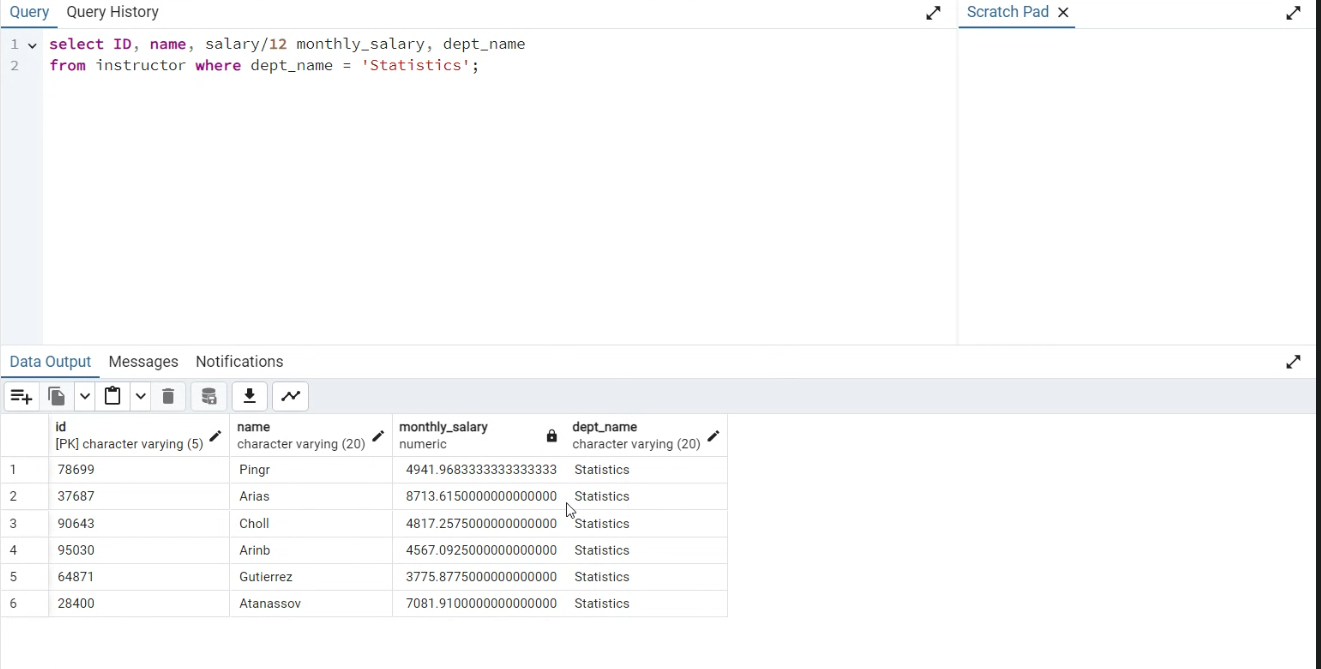 Query Query History Scratch Pad
1 select ID, name, salary/12 monthly_salary, dept_name
2 from instructor where dept_name = 'Statistics';
Data Output Messages Notifications
id name monthly_salary dept_name
[PK] character varying (5) character varying (20) numeric character varying (20)
1 78699 Pingr 4941.9683333333333333 Statistics
2 37687 Arias 8713.6150000000000000 Statistics
3 90643 Choll 4817.2575000000000000 Statistics
4 95030 Arinb 4567.0925000000000000 Statistics
5 64871 Gutierrez 3775.8775000000000000 Statistics
6 28400 Atanassov 7081.9100000000000000 Statistics